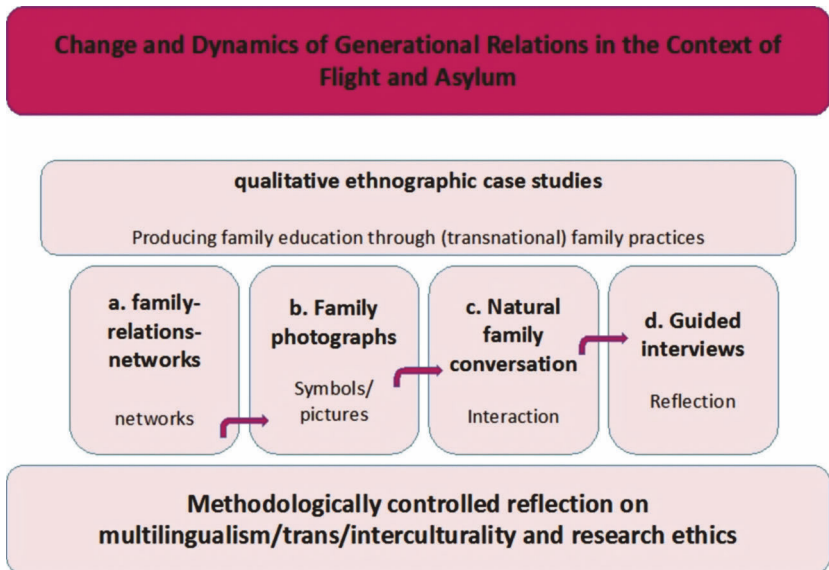 Change and Dynamics of Generational Relations in the Context of
Flight and Asylum
qualitative ethnographic case studies
Producing family education through (transnational) family practices
a. family-
relations-
networks
networks
b. Family
photographs
Symbols/
pictures
c. Natural
family
conversation
Interaction
d. Guided
interviews
Reflection
Methodologically controlled reflection on
multilingualism/trans/interculturality and research ethics